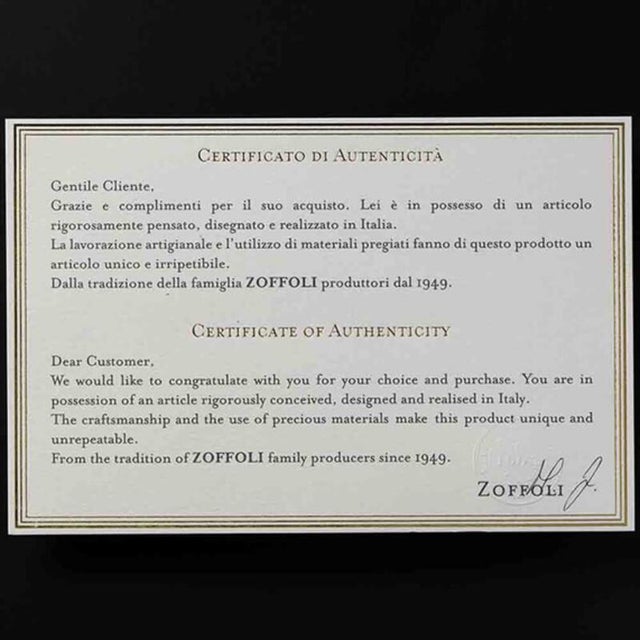 Certificato di Autenticità
Gentile Cliente,
Grazie e complimenti per il suo acquisto. Lei è in possesso di un articolo
rigorosamente pensato, disegnato e realizzato in Italia.
La lavorazione artigianale e l'utilizzo di materiali pregiati fanno di questo prodotto un
articolo unico e irripetibile.
Dalla tradizione della famiglia ZOFFOLI produttori dal 1949.
Certificate of Authenticity
Dear Customer,
We would like to congratulate with you for your choice and purchase. You are in
possession of an article rigorously conceived, designed and realised in Italy.
The craftsmanship and the use of precious materials make this product unique and
unrepeatable.
From the tradition of ZOFFOLI family producers since 1949.
Zoffoli